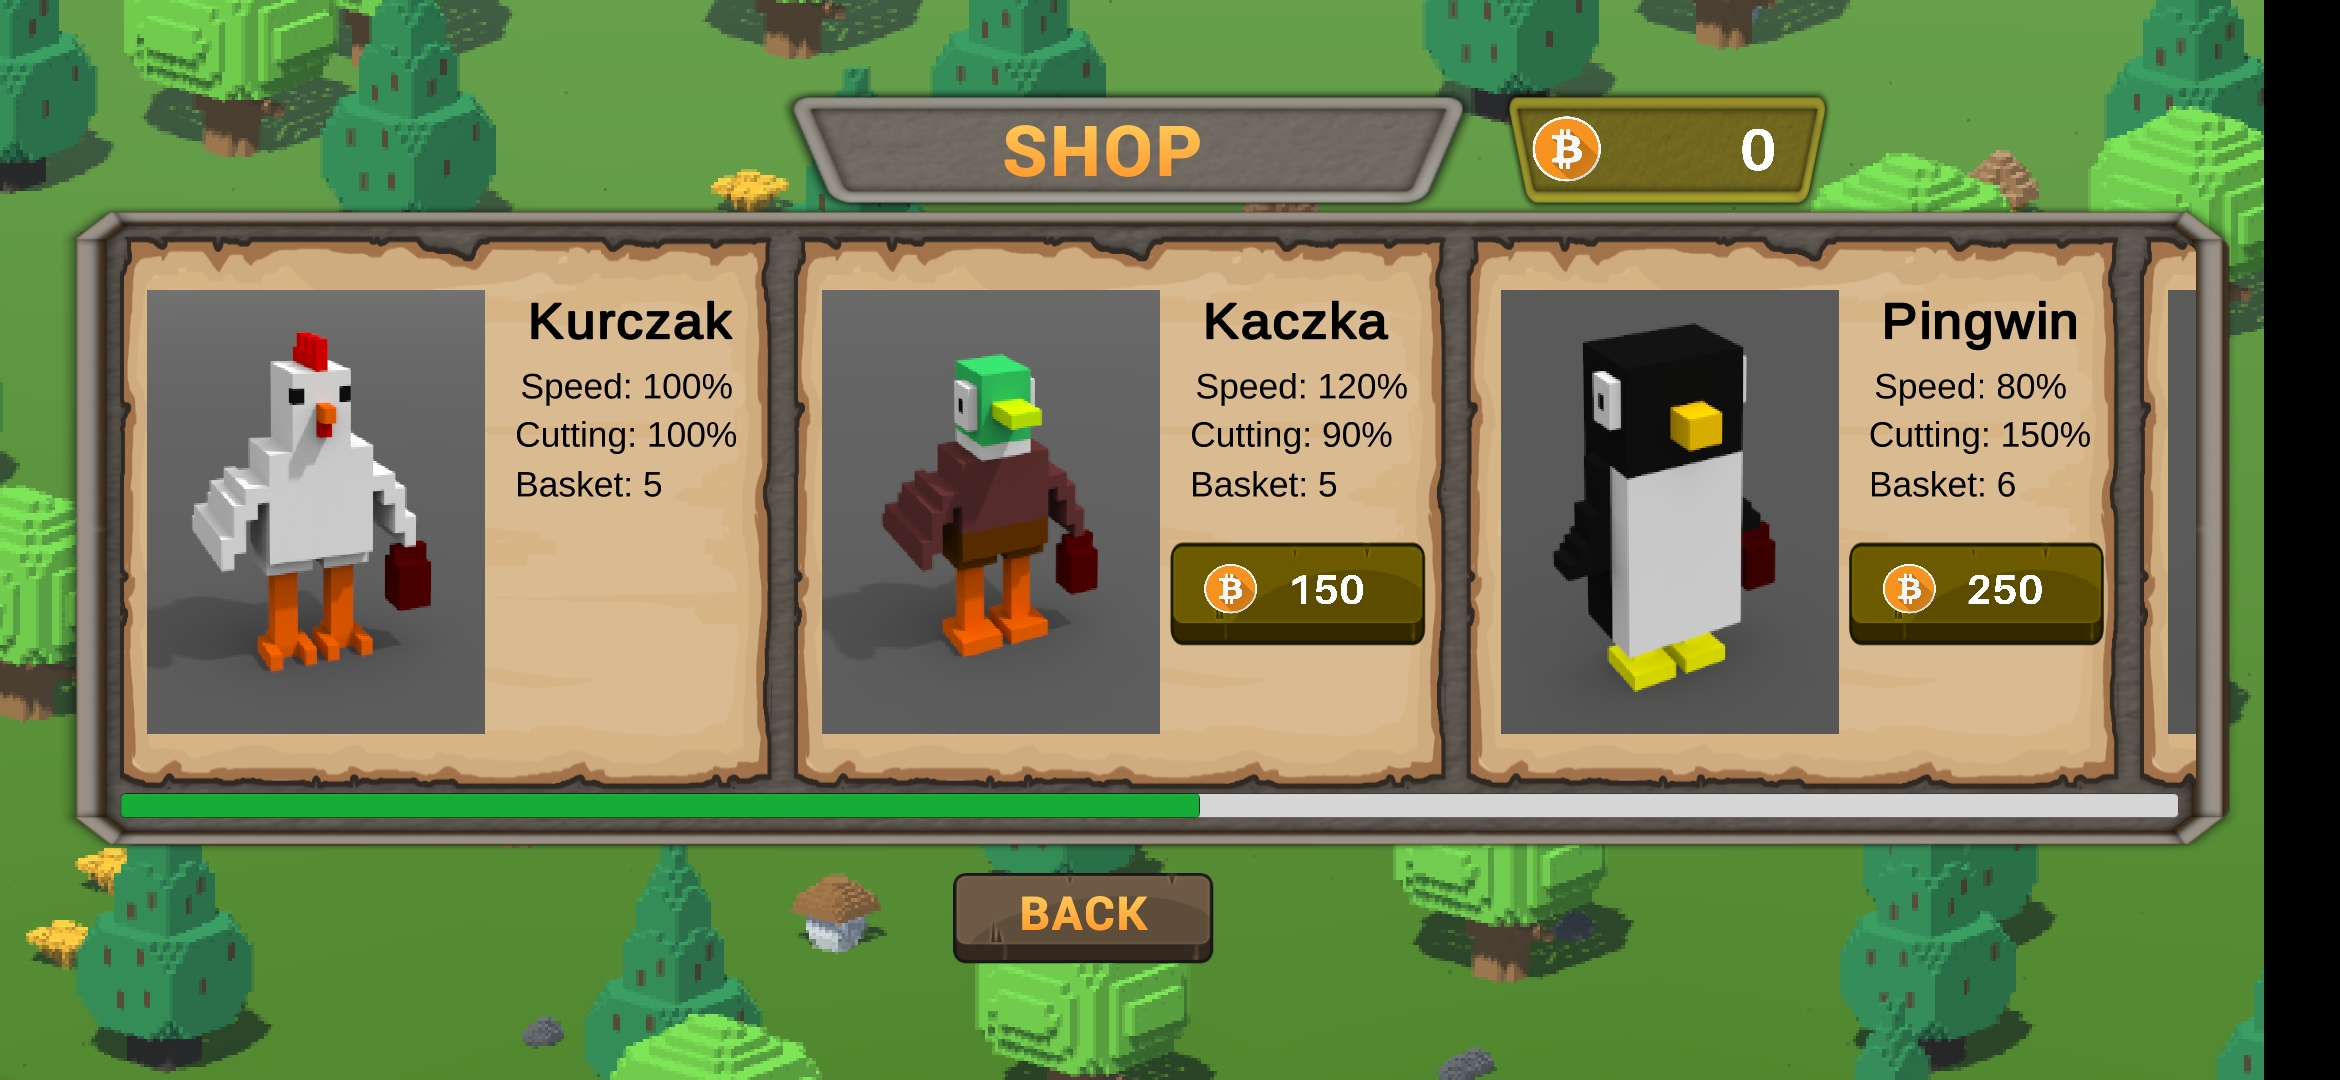 SHOP
0
Kurczak
Speed: 100%
Cutting: 100%
Basket: 5
Kaczka
Speed: 120%
Cutting: 90%
Basket: 5
150
Pingwin
Speed: 80%
Cutting: 150%
Basket: 6
250
BACK